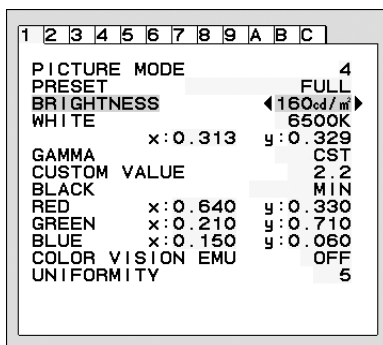 1 2 3 4 5 6 7 8 9 A B C
PICTURE MODE 4
PRESET FULL
BRIGHTNESS ◀160cd/㎡▶
WHITE 6500K
x:0.313 y:0.329
GAMMA CST
CUSTOM VALUE 2.2
BLACK MIN
RED x:0.640 y:0.330
GREEN x:0.210 y:0.710
BLUE x:0.150 y:0.060
COLOR VISION EMU OFF
UNIFORMITY 5